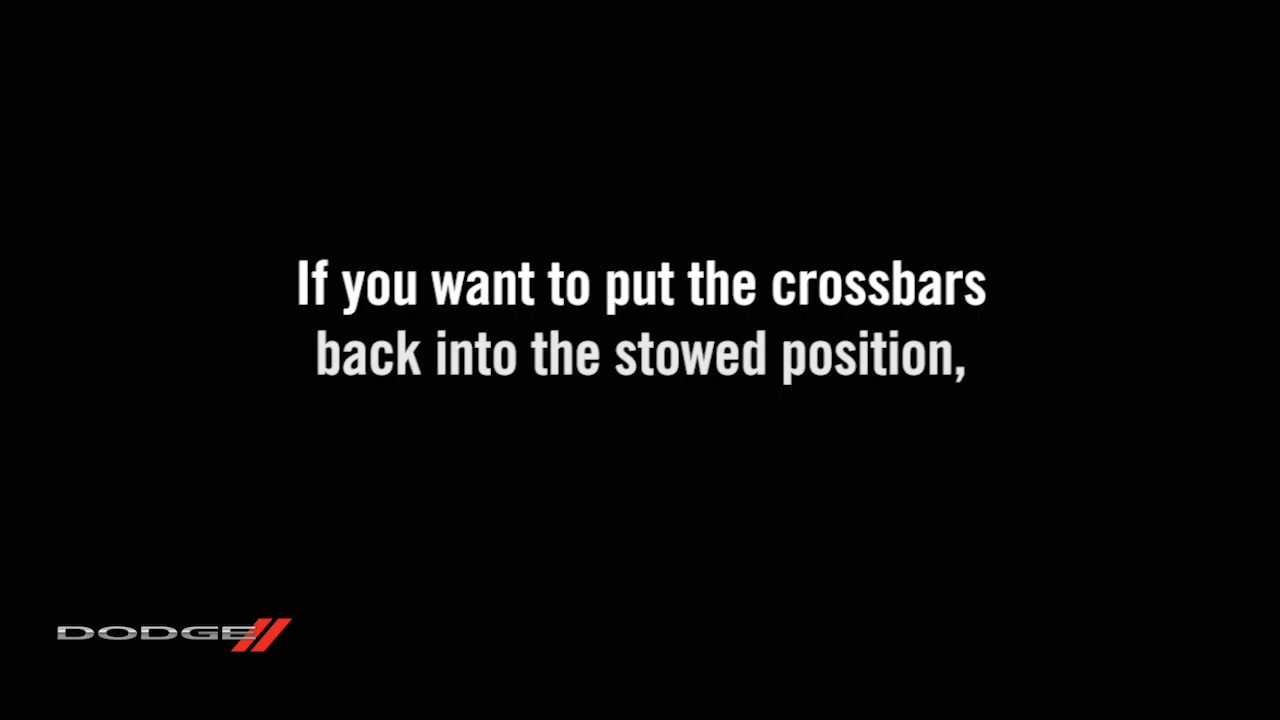 If you want to put the crossbars
back into the stowed position,
DODGE